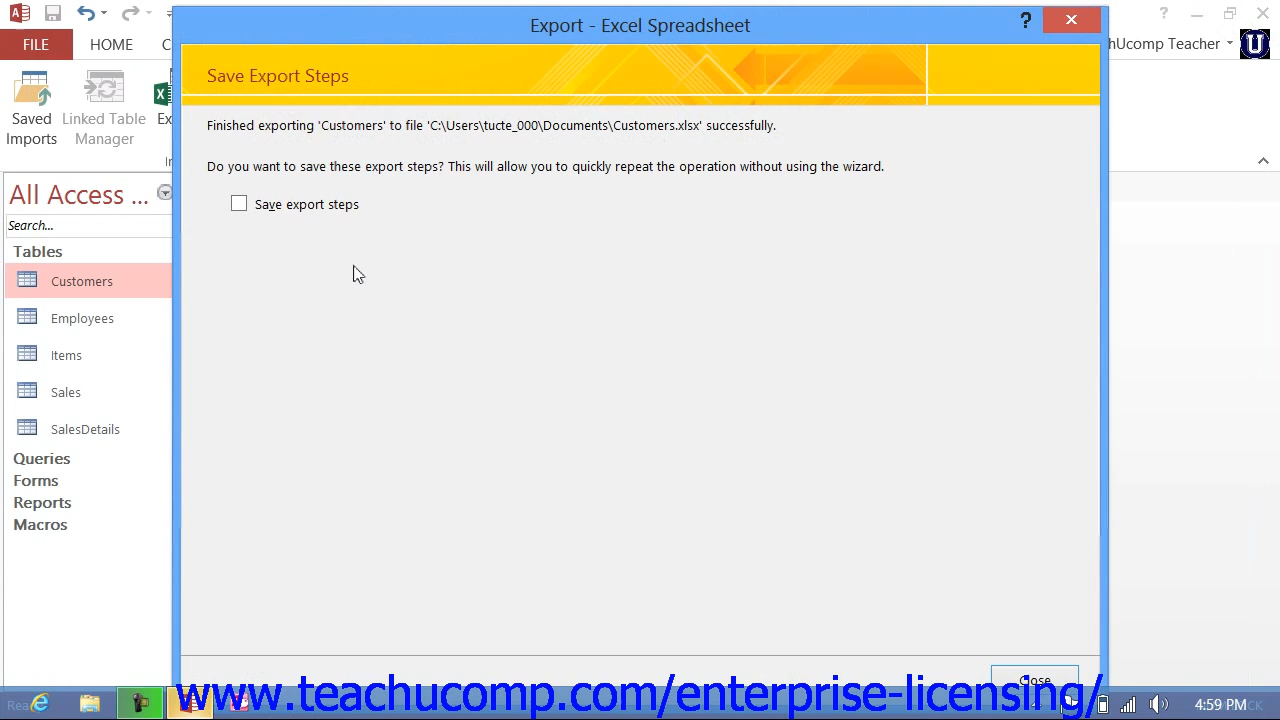 Export - Excel Spreadsheet
?
FILE
HOME
hUcomp Teacher
Saved Imports
Linked Table Manager
Save Export Steps
Finished exporting 'Customers' to file 'C:\Users\tucte_000\Documents\Customers.xlsx' successfully.
Do you want to save these export steps? This will allow you to quickly repeat the operation without using the wizard.
Save export steps
All Access ...
Search...
Tables
Customers
Employees
Items
Sales
SalesDetails
Queries
Forms
Reports
Macros
Close
www.teachucomp.com/enterprise-licensing/
4:59 PM